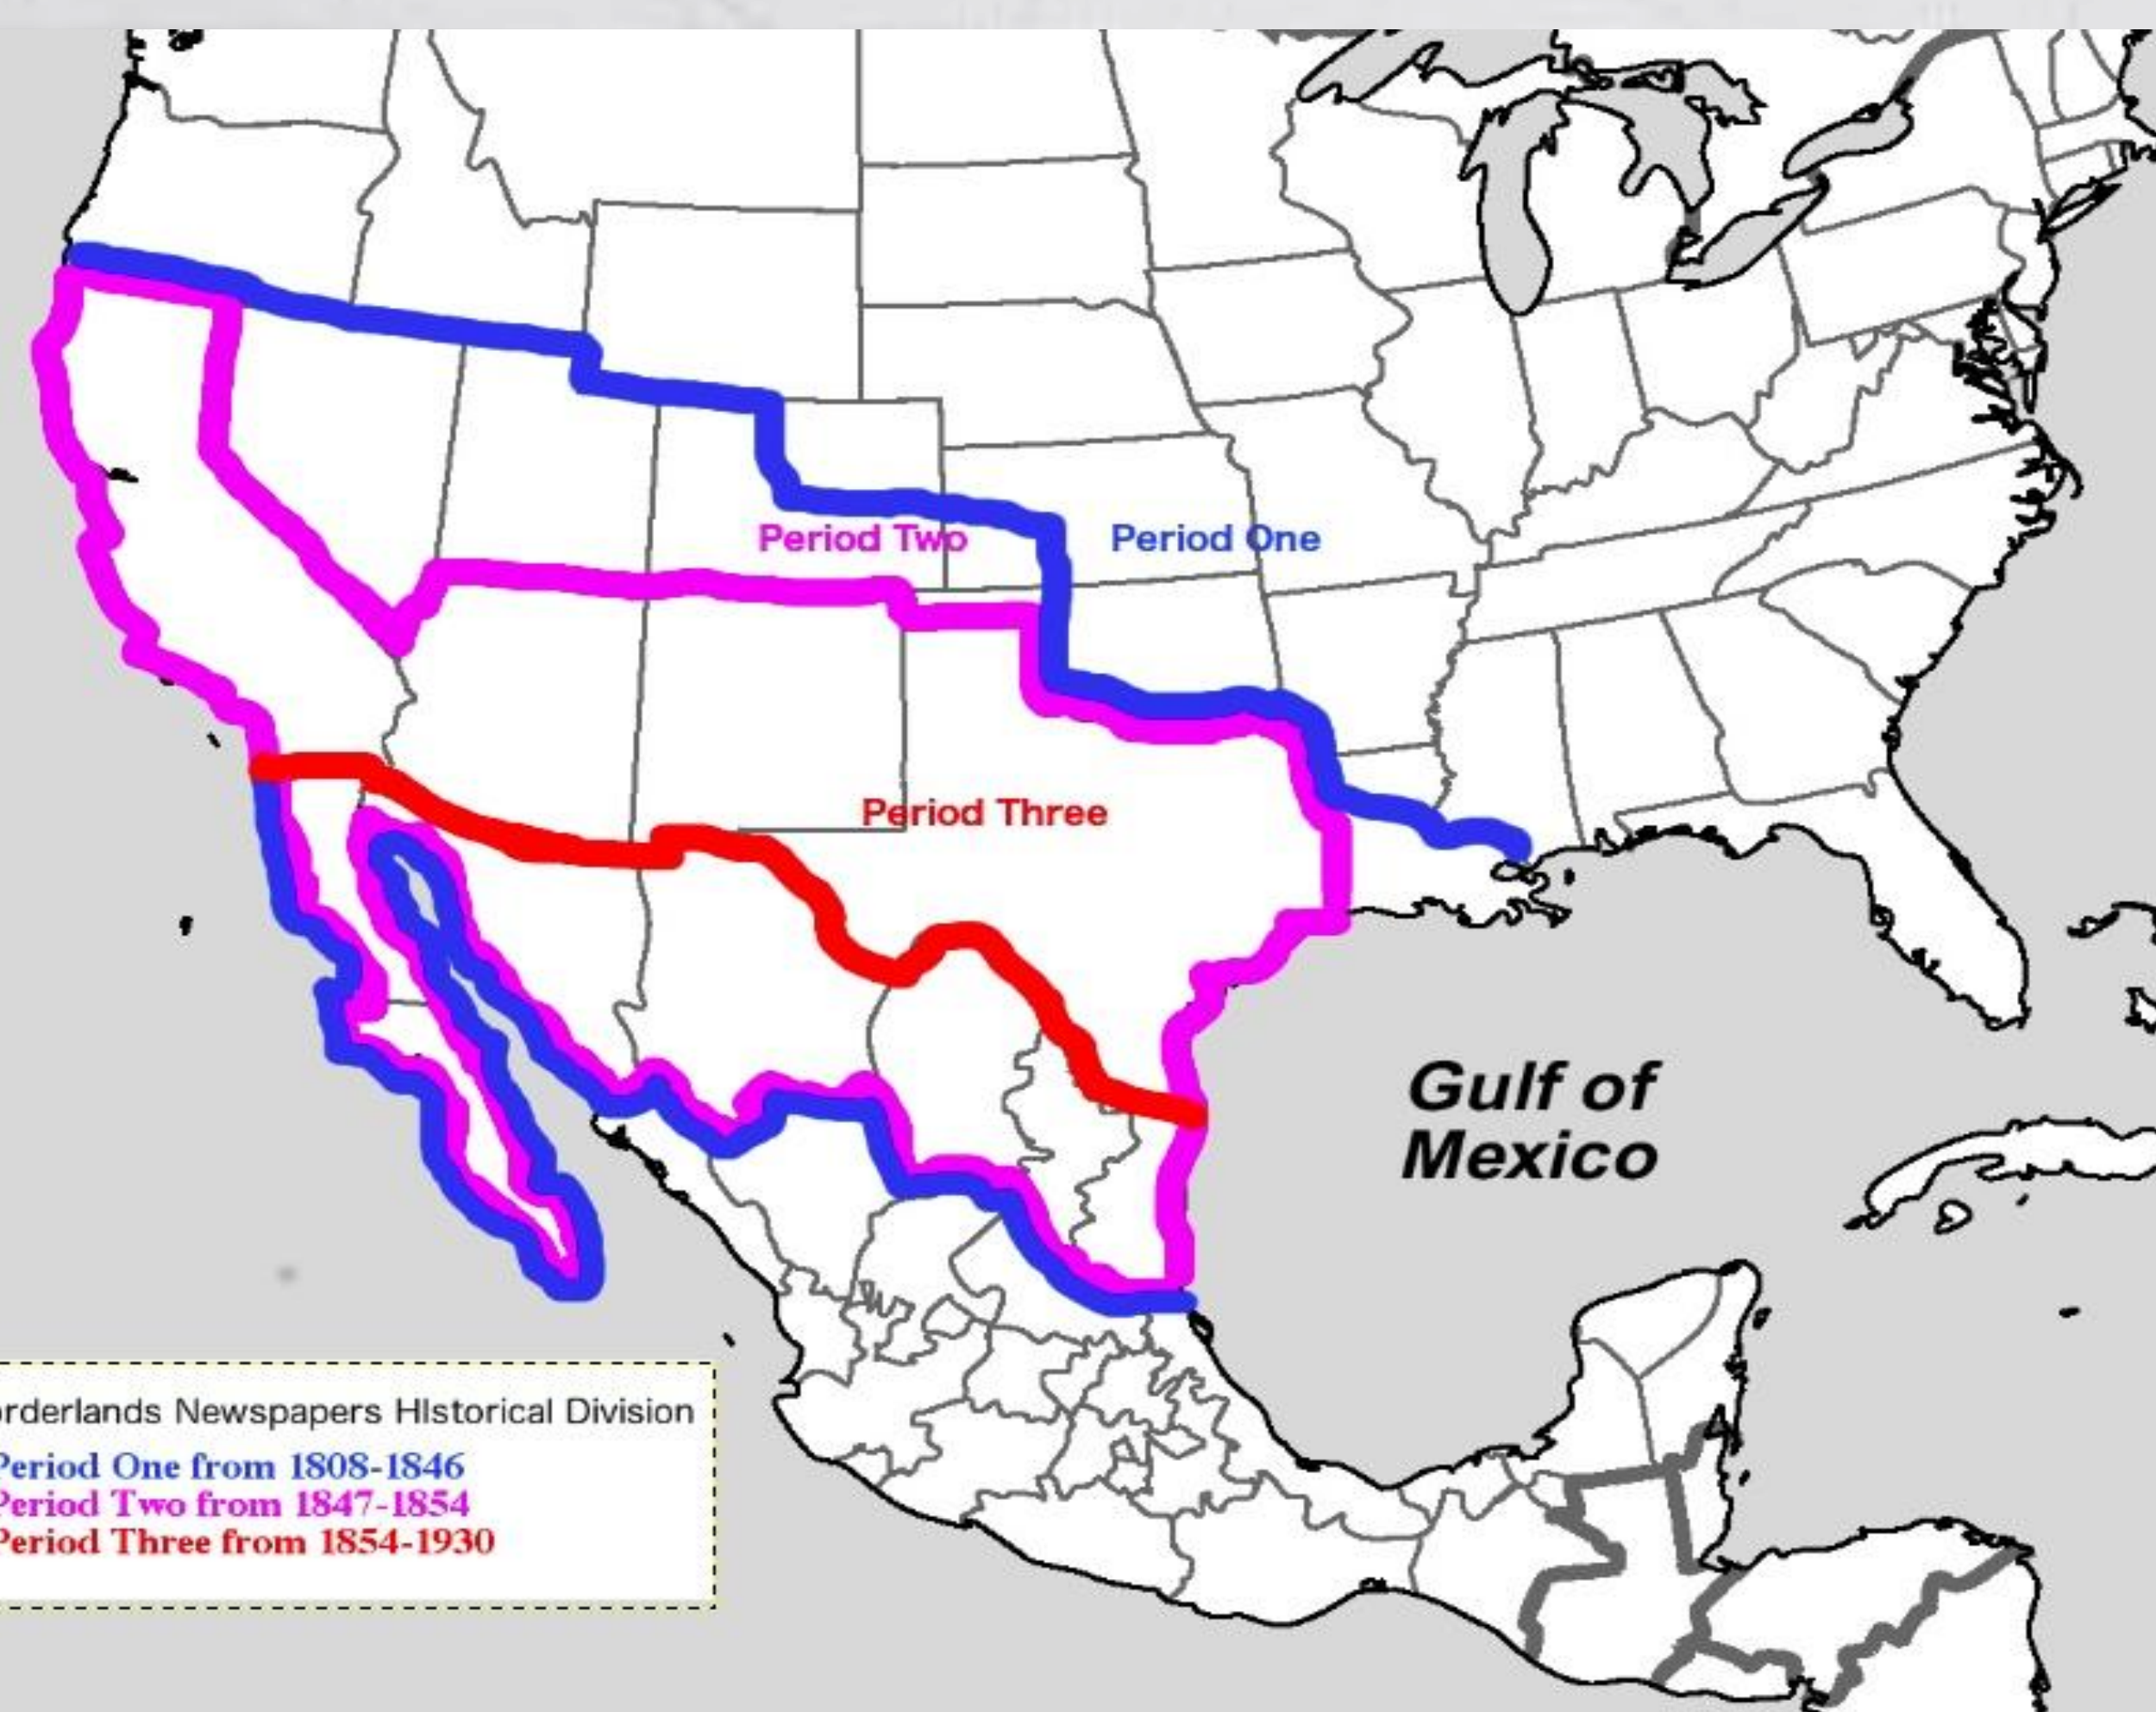 Period Two
Period One
Period Three
Gulf of
Mexico
orderlands Newspapers HIstorical Division
Period One from 1808-1846
Period Two from 1847-1854
Period Three from 1854-1930